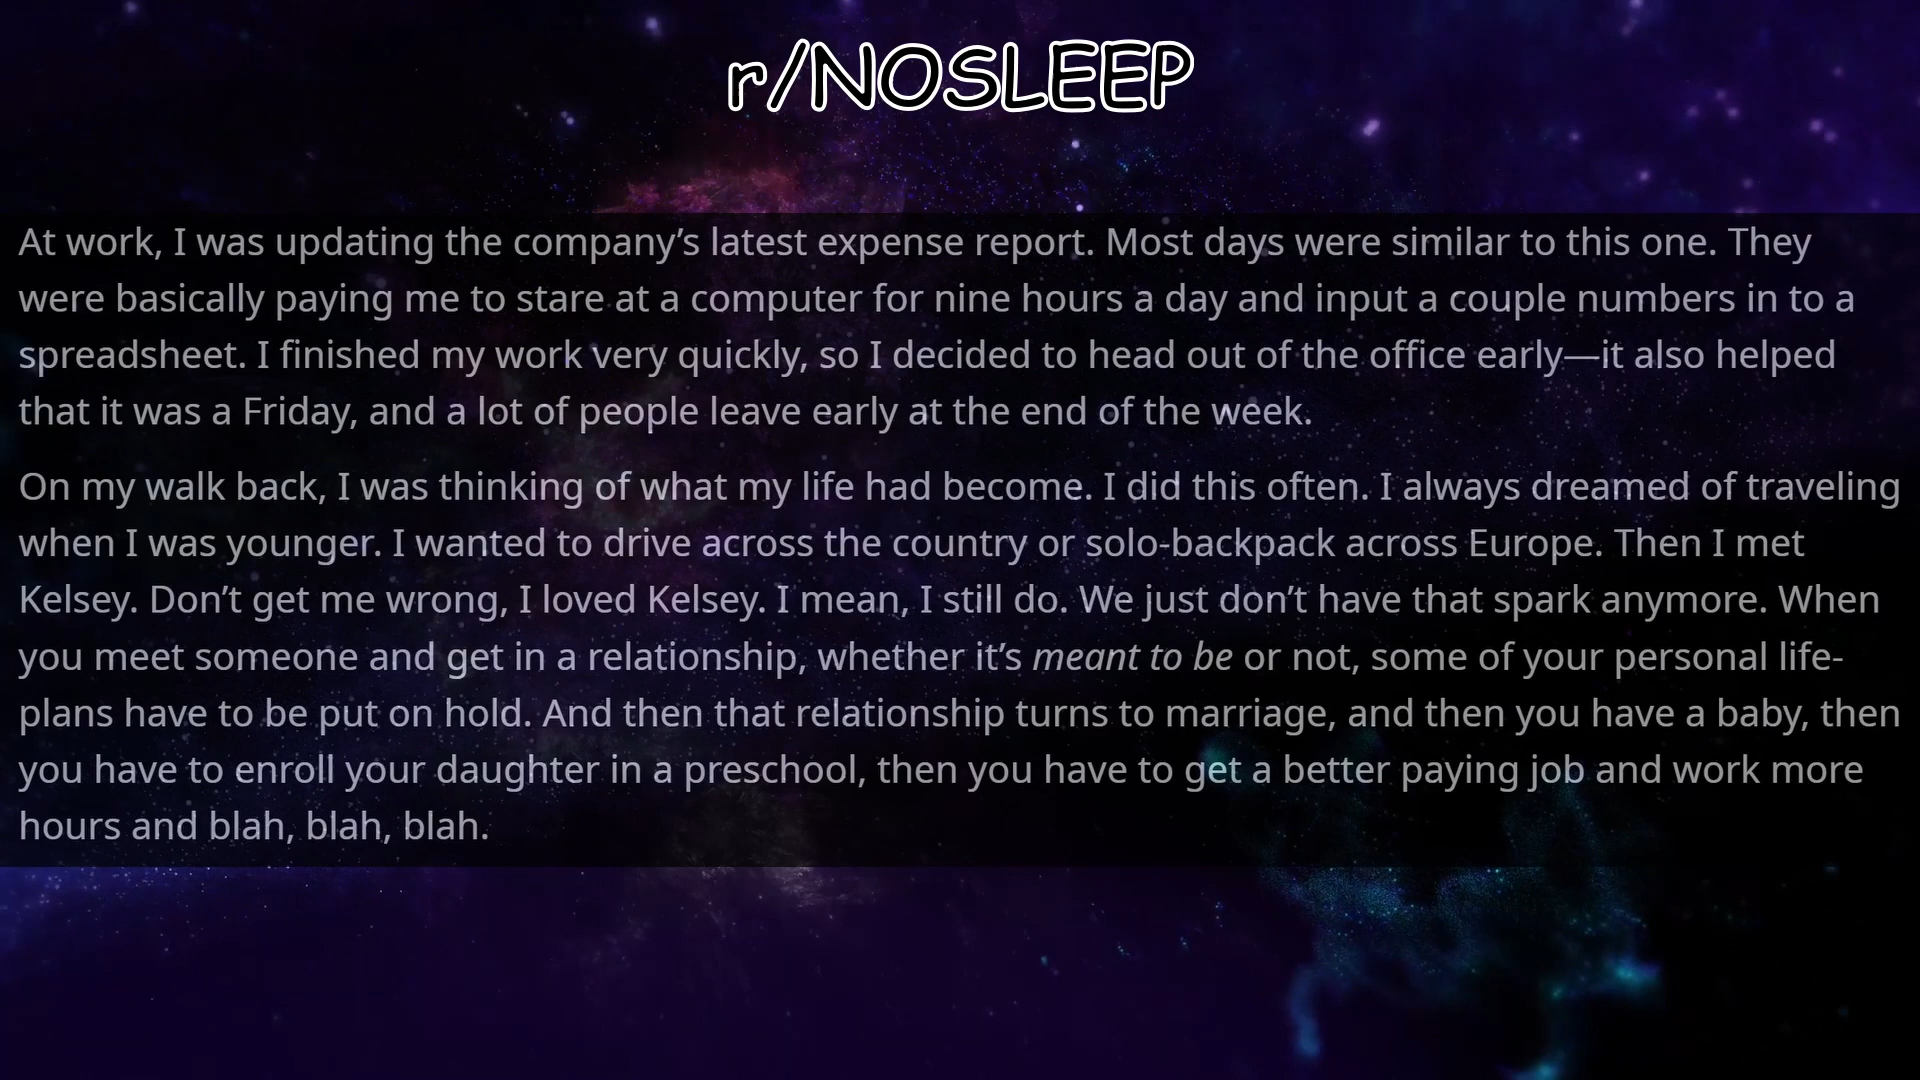 r/NOSLEEP
At work, I was updating the company’s latest expense report. Most days were similar to this one. They
were basically paying me to stare at a computer for nine hours a day and input a couple numbers in to a
spreadsheet. I finished my work very quickly, so I decided to head out of the office early—it also helped
that it was a Friday, and a lot of people leave early at the end of the week.
On my walk back, I was thinking of what my life had become. I did this often. I always dreamed of traveling
when I was younger. I wanted to drive across the country or solo-backpack across Europe. Then I met
Kelsey. Don’t get me wrong, I loved Kelsey. I mean, I still do. We just don’t have that spark anymore. When
you meet someone and get in a relationship, whether it’s meant to be or not, some of your personal life-
plans have to be put on hold. And then that relationship turns to marriage, and then you have a baby, then
you have to enroll your daughter in a preschool, then you have to get a better paying job and work more
hours and blah, blah, blah.